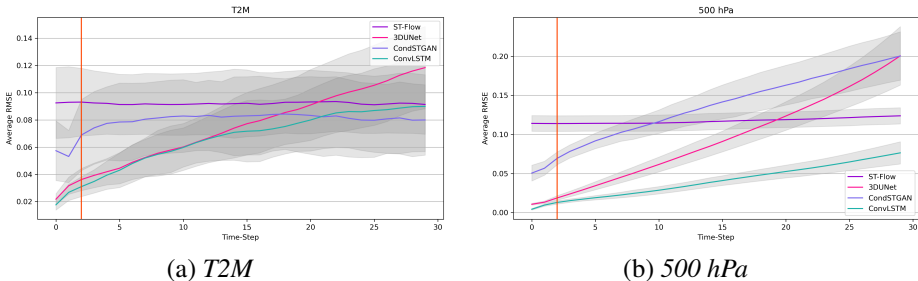 T2M
ST-Flow
3DUNet
CondSTGAN
ConvLSTM
Average RMSE
0.14
0.12
0.10
0.08
0.06
0.04
0.02
0
5
10
15
20
25
30
Time-Step
(a) T2M
500 hPa
Average RMSE
0.20
0.15
0.10
0.05
0.00
ST-Flow
3DUNet
CondSTGAN
ConvLSTM
0
5
10
15
20
25
30
Time-Step
(b) 500 hPa